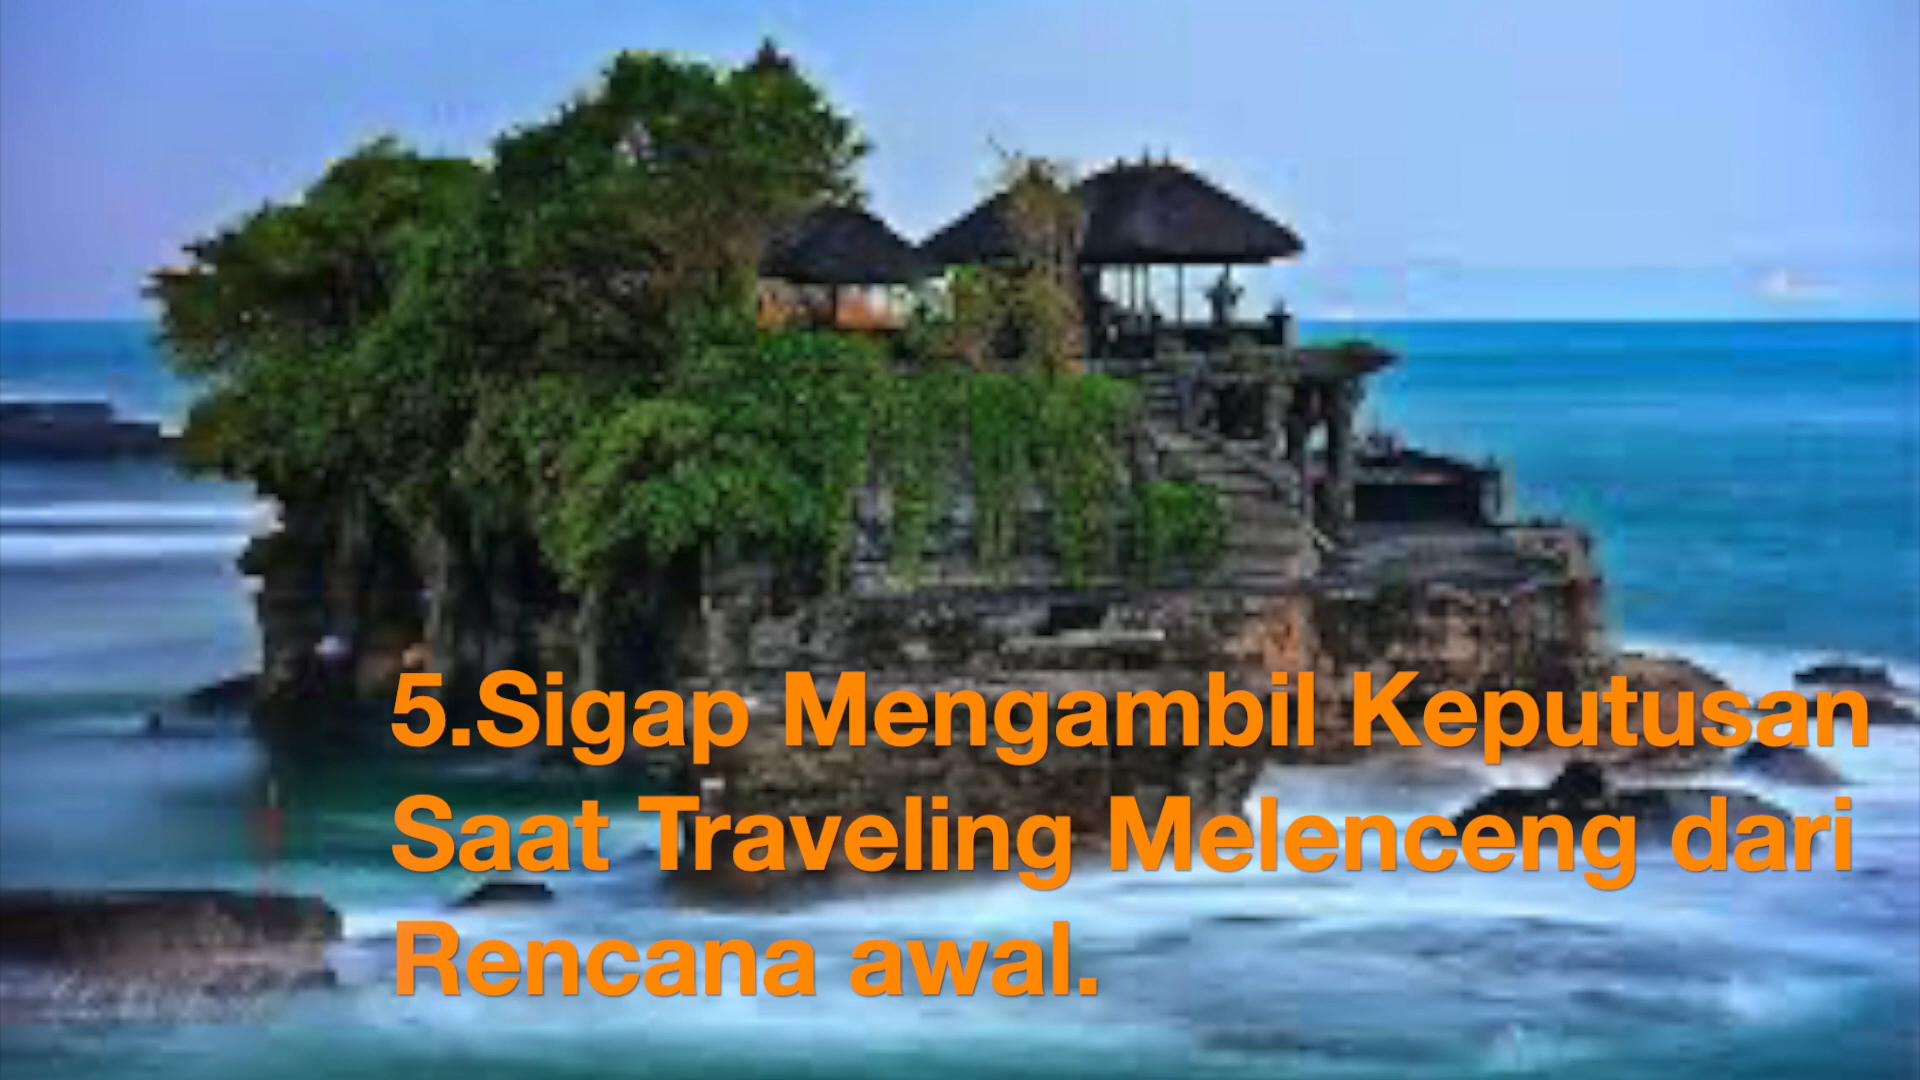 5.Sigap Mengambil Keputusan
Saat Traveling Melenceng dari
Rencana awal.